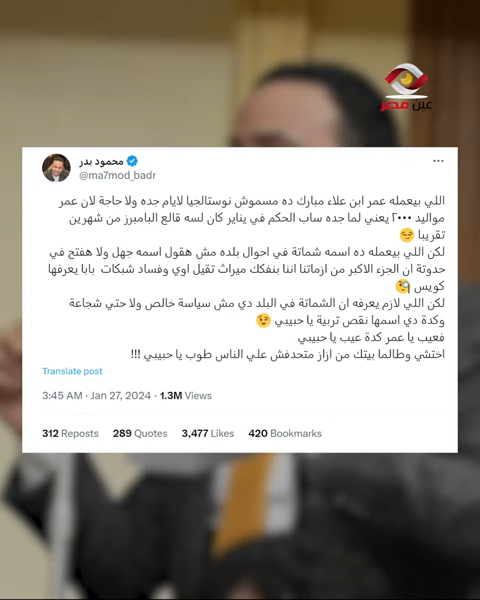 عين مصر
محمود بدر
@ma7mod_badr
اللي بيعمله عمر ابن علاء مبارك ده مسموش نوستالجيا لايام جده ولا حاجة لان عمر
مواليد ٢٠٠٠ يعني لما جده ساب الحكم في يناير كان لسه قالع البامبرز من شهرين
تقريبا 😏
لكن اللي بيعمله ده اسمه شماتة في احوال بلده مش هقول اسمه جهل ولا هفتح في
حدوتة ان الجزء الاكبر من ازماتنا اننا بنفكك ميراث تقيل اوي وفساد شبكات بابا يعرفها
كويس 🧐
لكن اللي لازم يعرفه ان الشماتة في البلد دي مش سياسة خالص ولا حتي شجاعة
وكدة دي اسمها نقص تربية يا حبيبي 😉
فعيب يا عمر كدة عيب يا حبيبي
اختشي وطالما بيتك من ازاز متحدفش علي الناس طوب يا حبيبي !!!
Translate post
3:45 AM · Jan 27, 2024 · 1.3M Views
312 Reposts 289 Quotes 3,477 Likes 420 Bookmarks